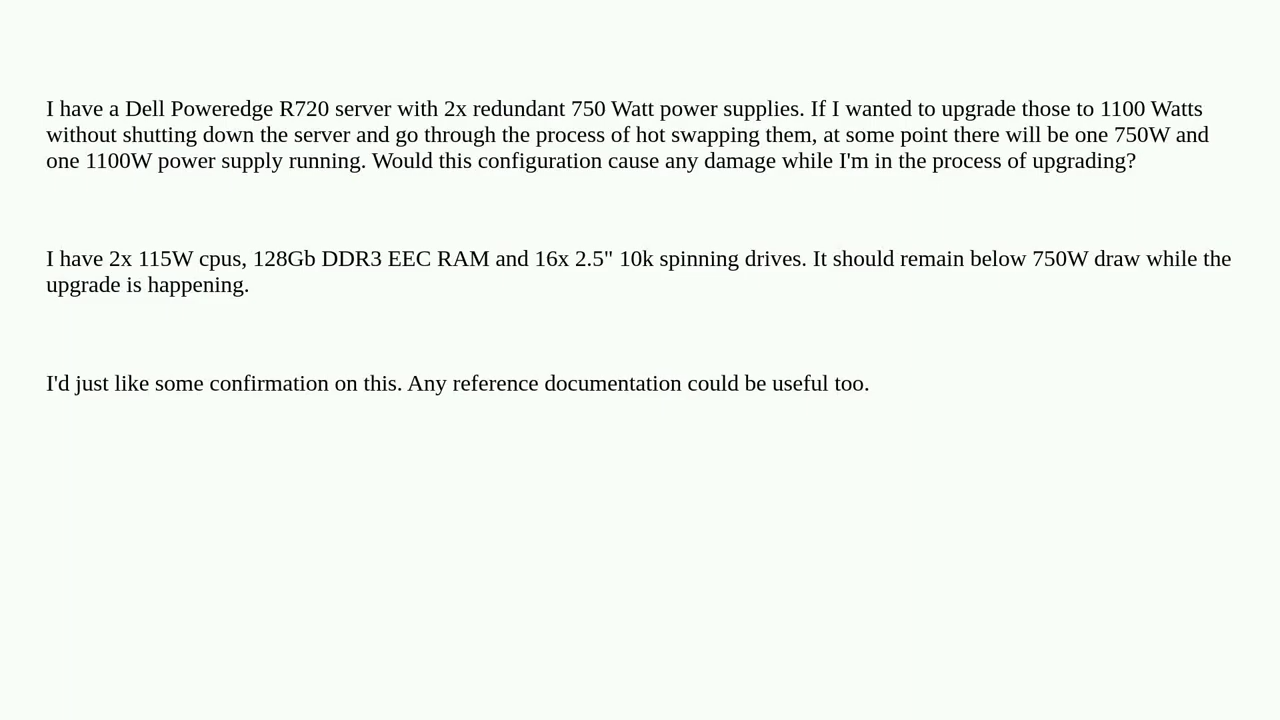 I have a Dell Poweredge R720 server with 2x redundant 750 Watt power supplies. If I wanted to upgrade those to 1100 Watts
without shutting down the server and go through the process of hot swapping them, at some point there will be one 750W and
one 1100W power supply running. Would this configuration cause any damage while I'm in the process of upgrading?
I have 2x 115W cpus, 128Gb DDR3 EEC RAM and 16x 2.5" 10k spinning drives. It should remain below 750W draw while the
upgrade is happening.
I'd just like some confirmation on this. Any reference documentation could be useful too.